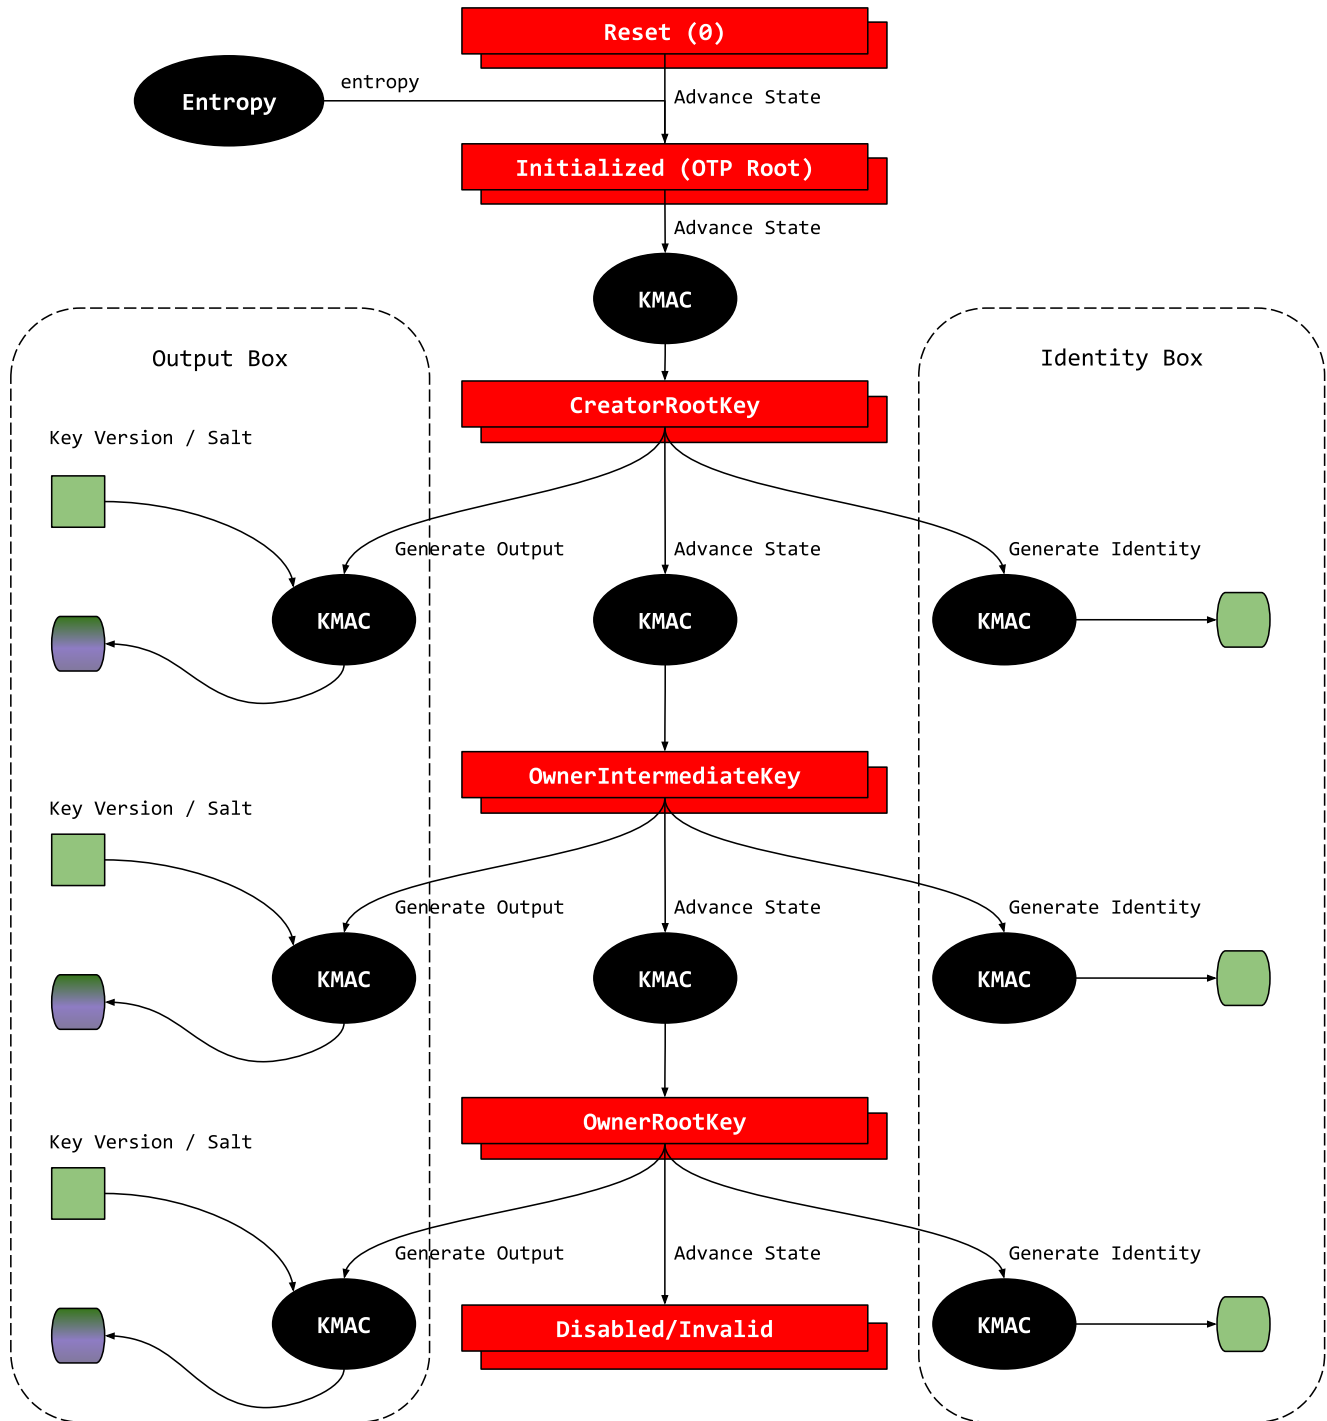 Reset (0)
entropy
Entropy
Advance State
Initialized (OTP Root)
Advance State
KMAC
Output Box
Identity Box
CreatorRootKey
Key Version / Salt
Generate Output
Advance State
Generate Identity
KMAC
KMAC
KMAC
OwnerIntermediateKey
Key Version / Salt
Generate Output
Advance State
Generate Identity
KMAC
KMAC
KMAC
OwnerRootKey
Key Version / Salt
Generate Output
Advance State
Generate Identity
KMAC
Disabled/Invalid
KMAC